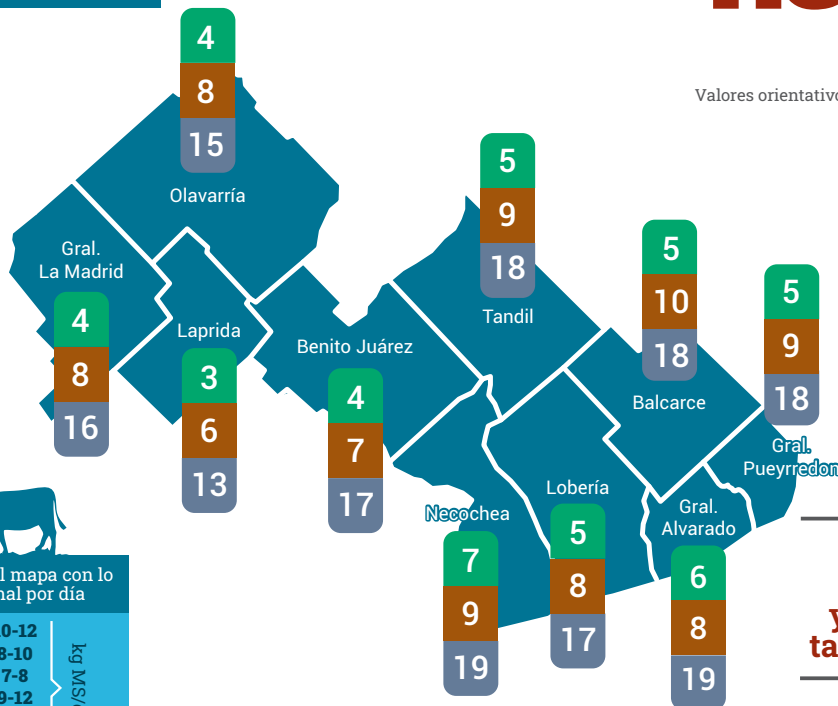 Valores orientativo
4
8
15
Olavarría
Gral.
La Madrid
4
8
16
Laprida
3
6
13
Benito Juárez
4
7
17
5
9
18
Tandil
5
10
18
Balcarce
5
9
18
Gral.
Pueyrredon
Necochea
7
9
19
Lobería
5
8
17
Gral.
Alvarado
6
8
19
l mapa con lo
nal por día
0-12
8-10
7-8
9-12
kg MS/
y
ta